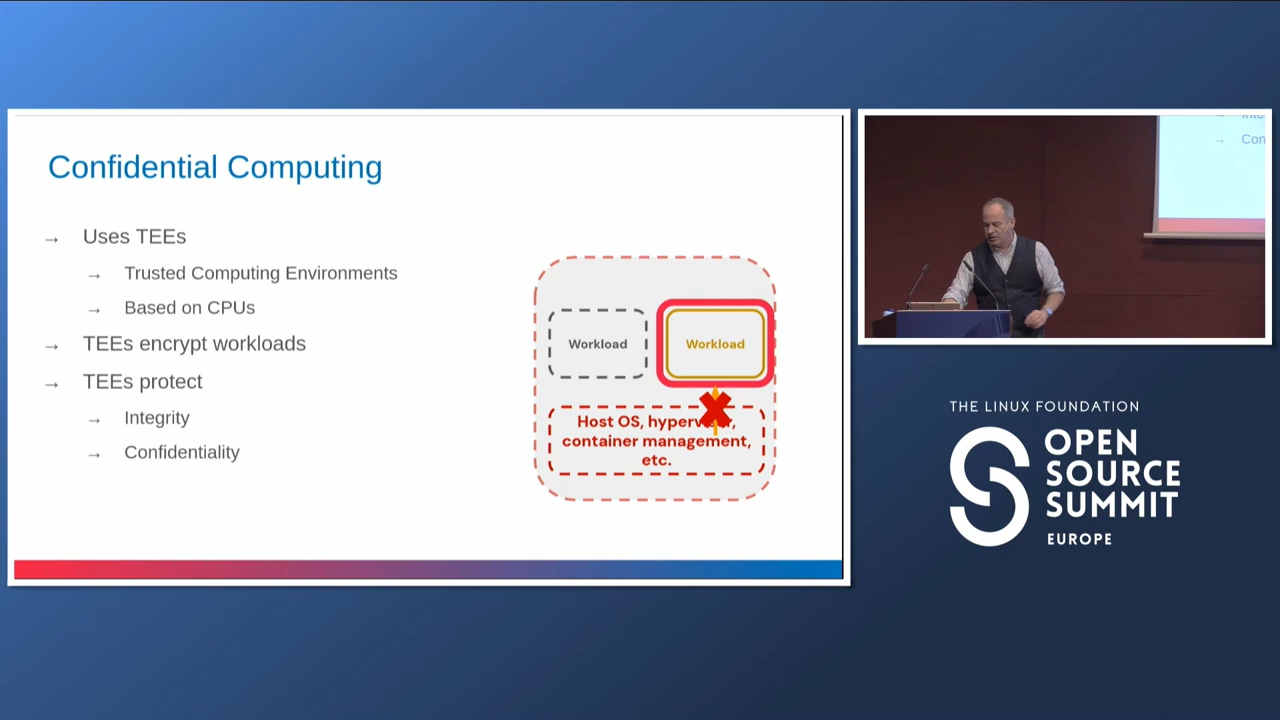 Confidential Computing
→ Uses TEEs
→ Trusted Computing Environments
→ Based on CPUs
→ TEEs encrypt workloads
→ TEEs protect
→ Integrity
→ Confidentiality
Workload
Workload
Host OS,
container management,
etc.
→ Con
THE LINUX FOUNDATION
OPEN
SOURCE
SUMMIT
EUROPE